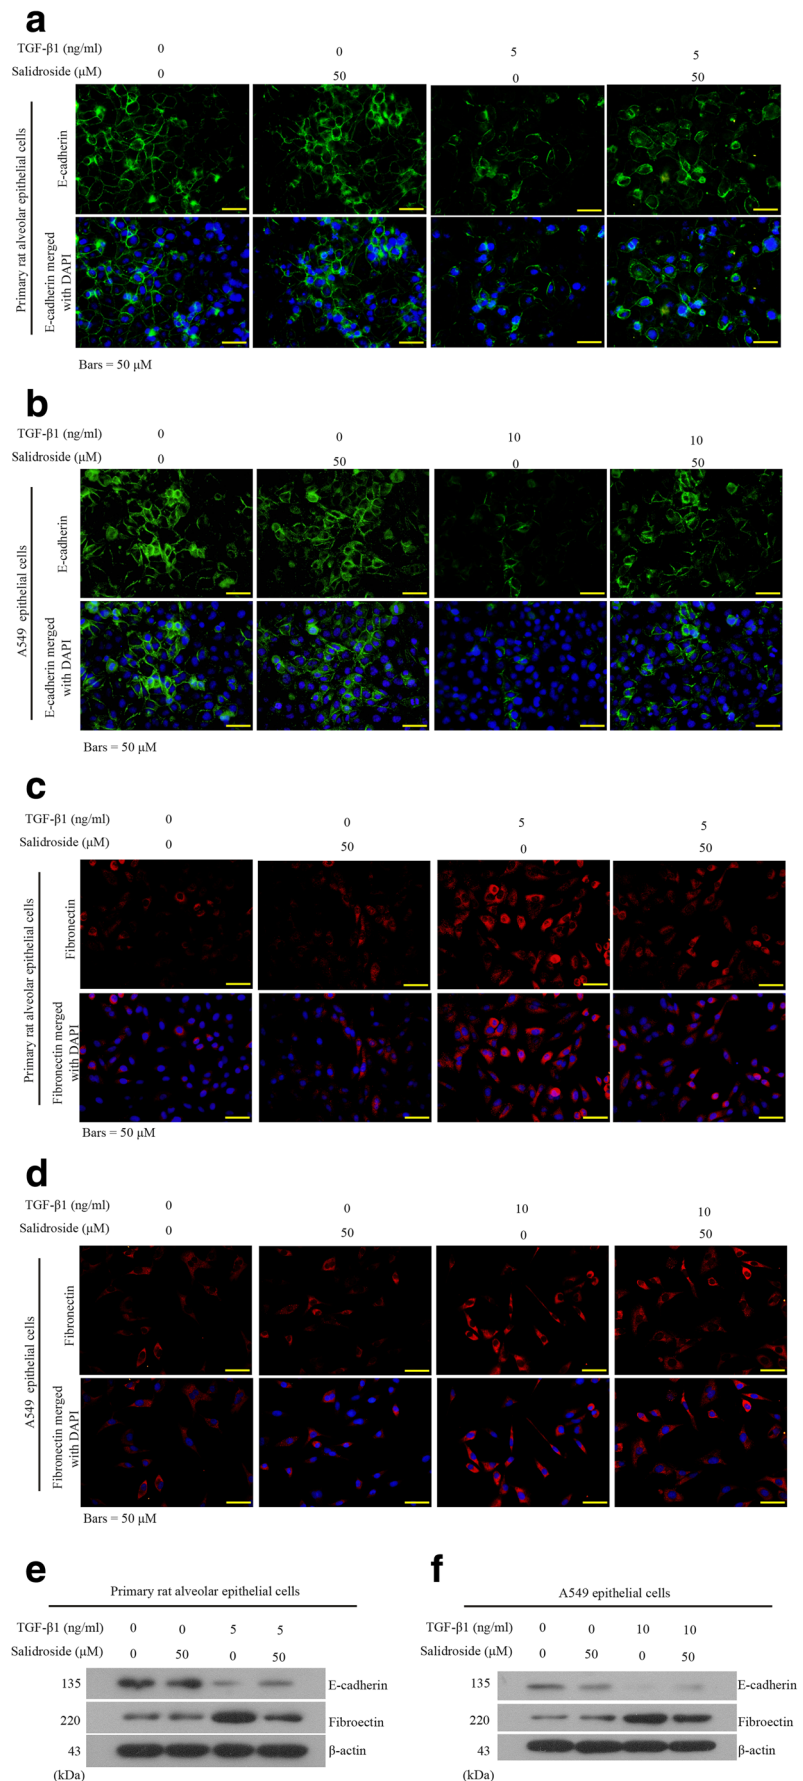 a
TGF-β1 (ng/ml) 0 0 5 5
Salidroside (μM) 0 50 0 50
Primary rat alveolar epithelial cells
E-cadherin
E-cadherin merged
with DAPI
Bars = 50 μM
b
TGF-β1 (ng/ml) 0 0 10 10
Salidroside (μM) 0 50 0 50
A549 epithelial cells
E-cadherin
E-cadherin merged
with DAPI
Bars = 50 μM
c
TGF-β1 (ng/ml) 0 0 5 5
Salidroside (μM) 0 50 0 50
Primary rat alveolar epithelial cells
Fibronectin
Fibronectin merged
with DAPI
Bars = 50 μM
d
TGF-β1 (ng/ml) 0 0 10 10
Salidroside (μM) 0 50 0 50
A549 epithelial cells
Fibronectin
Fibronectin merged
with DAPI
Bars = 50 μM
e
Primary rat alveolar epithelial cells
TGF-β1 (ng/ml) 0 0 5 5
Salidroside (μM) 0 50 0 50
135 E-cadherin
220 Fibroectin
43 β-actin
(kDa)
f
A549 epithelial cells
TGF-β1 (ng/ml) 0 0 10 10
Salidroside (μM) 0 50 0 50
135 E-cadherin
220 Fibroectin
43 β-actin
(kDa)